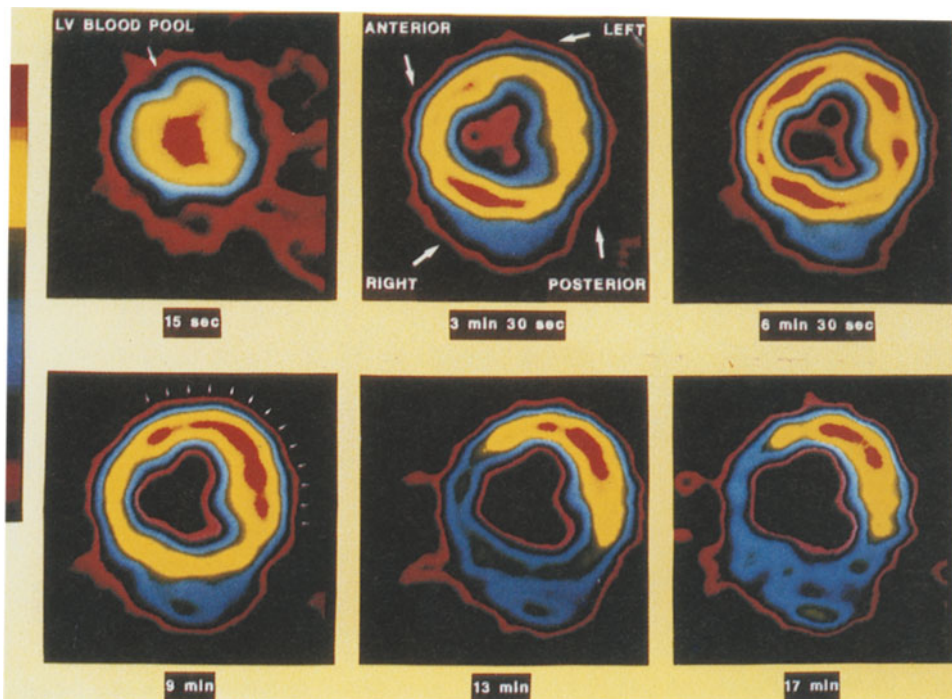 LV BLOOD POOL
ANTERIOR
LEFT
RIGHT
POSTERIOR
15 sec
3 min 30 sec
6 min 30 sec
9 min
13 min
17 min